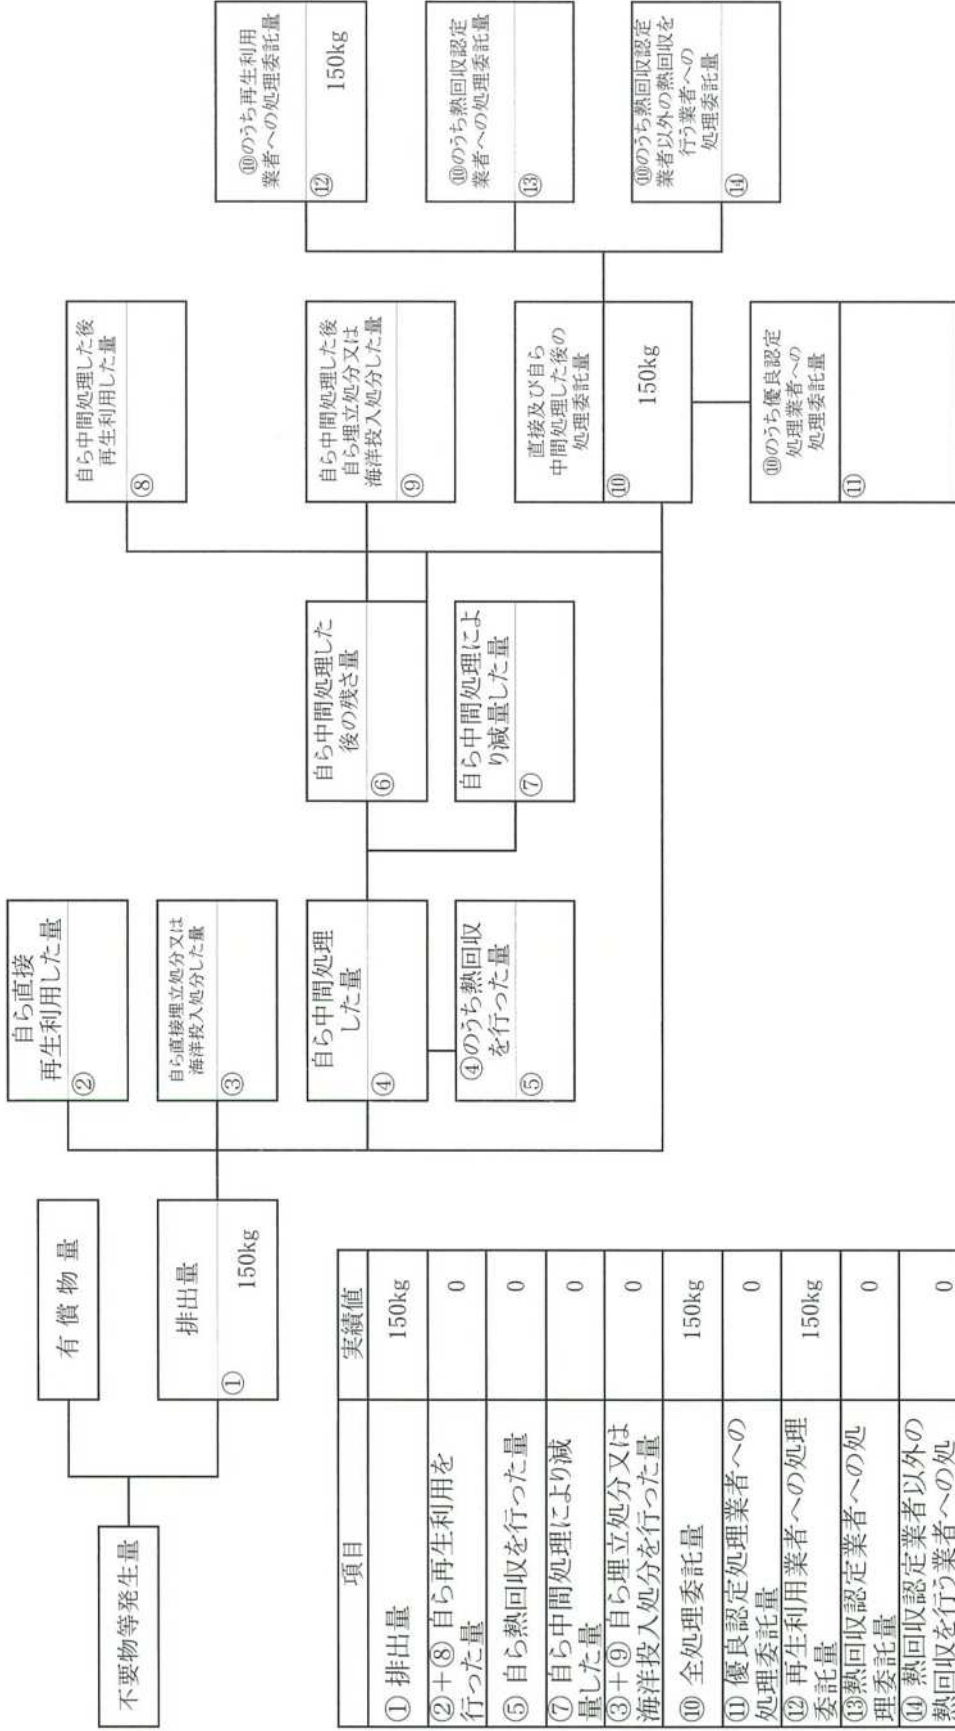 不要物等発生量
有償物量
排出量
①
150kg
自ら直接
再生利用した量
②
自ら直接埋立処分又は
海洋投入処分した量
③
自ら中間処理
した量
④
④のうち熱回収
を行った量
⑤
自ら中間処理した
後の残さ量
⑥
自ら中間処理によ
り減量した量
⑦
自ら中間処理した後
再生利用した量
⑧
自ら中間処理した後
自ら埋立処分又は
海洋投入処分した量
⑨
直接及び自ら
中間処理した後の
処理委託量
⑩
150kg
⑩のうち優良認定
処理業者への
処理委託量
⑪
⑩のうち再生利用
業者への処理委託量
⑫
150kg
⑩のうち熱回収認定
業者への処理委託量
⑬
⑩のうち熱回収認定
業者以外の熱回収を
行う業者への
処理委託量
⑭
項目 実績値
① 排出量 150kg
②+⑧ 自ら再生利用を
行った量 0
⑤ 自ら熱回収を行った量 0
⑦ 自ら中間処理により減
量した量 0
③+⑨ 自ら埋立処分又は
海洋投入処分を行った量 0
⑩ 全処理委託量 150kg
⑪ 優良認定処理業者への
処理委託量 0
⑫ 再生利用業者への処理
委託量 150kg
⑬熱回収認定業者への処
理委託量 0
⑭ 熱回収認定業者以外の
熱回収を行う業者への処 0